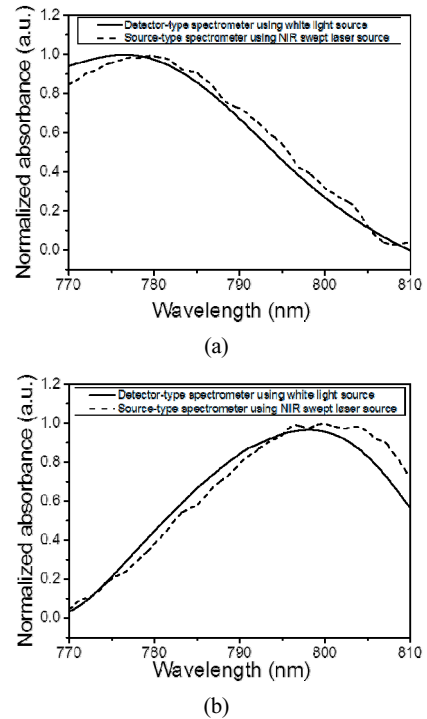 1.2
1.0
0.8
0.6
0.4
0.2
0.0
Normalized absorbance (a.u.)
Detector-type spectrometer using white light source
Source-type spectrometer using NIR swept laser source
770 780 790 800 810
Wavelength (nm)
(a)
1.2
1.0
0.8
0.6
0.4
0.2
0.0
Normalized absorbance (a.u.)
Detector-type spectrometer using white light source
Source-type spectrometer using NIR swept laser source
770 780 790 800 810
Wavelength (nm)
(b)